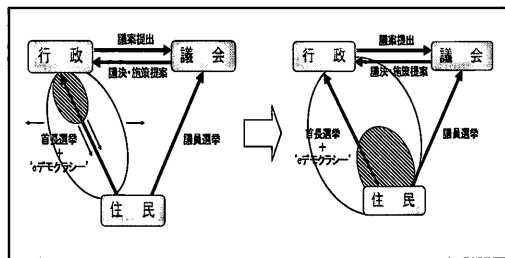 議案提出
行政
議会
議決・施策提案
首長選挙
+
‘eデモクラシー’
議員選挙
住民
議案提出
行政
議会
議決・施策提案
首長選挙
+
‘eデモクラシー’
議員選挙
住民